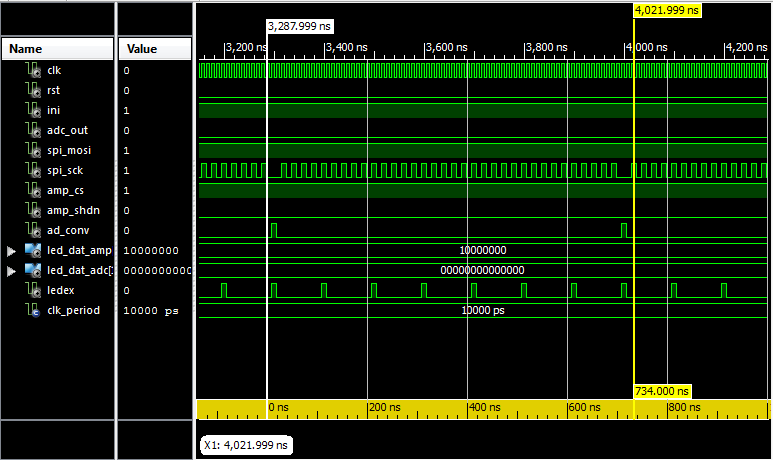 4,021.999 ns
3,287.999 ns
Name Value
3,200 ns 3,400 ns 3,600 ns 3,800 ns 4,000 ns 4,200 ns
clk 0
rst 0
ini 1
adc_out 0
spi_mosi 1
spi_sck 1
amp_cs 1
amp_shdn 0
ad_conv 0
led_dat_amp 10000000 10000000
led_dat_adc[ 0000000000 00000000000000
ledex 0
clk_period 10000 ps 10000 ps
734.000 ns
0 ns 200 ns 400 ns 600 ns 800 ns
X1: 4,021.999 ns